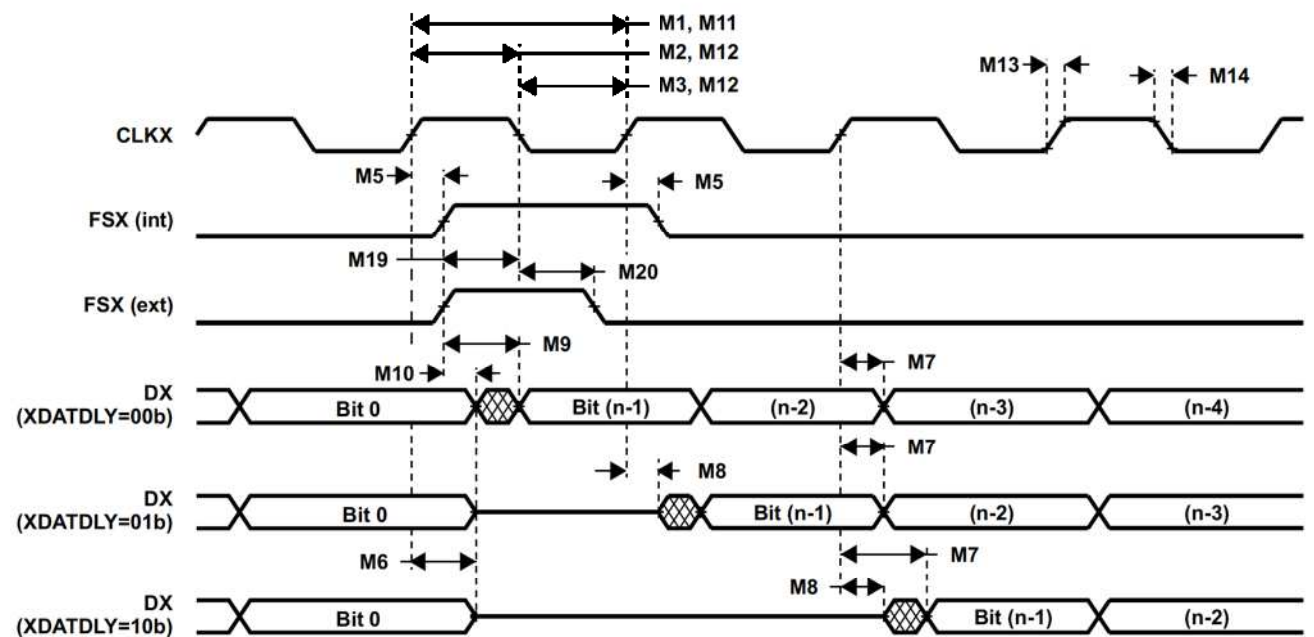 M1, M11
M2, M12
M3, M12
M13
M14
CLKX
M5
M5
FSX (int)
M19
M20
FSX (ext)
M9
M10
M7
DX
(XDATDLY=00b)
Bit 0
Bit (n-1)
(n-2)
(n-3)
(n-4)
M7
M8
DX
(XDATDLY=01b)
Bit 0
Bit (n-1)
(n-2)
(n-3)
M6
M7
M8
DX
(XDATDLY=10b)
Bit 0
Bit (n-1)
(n-2)